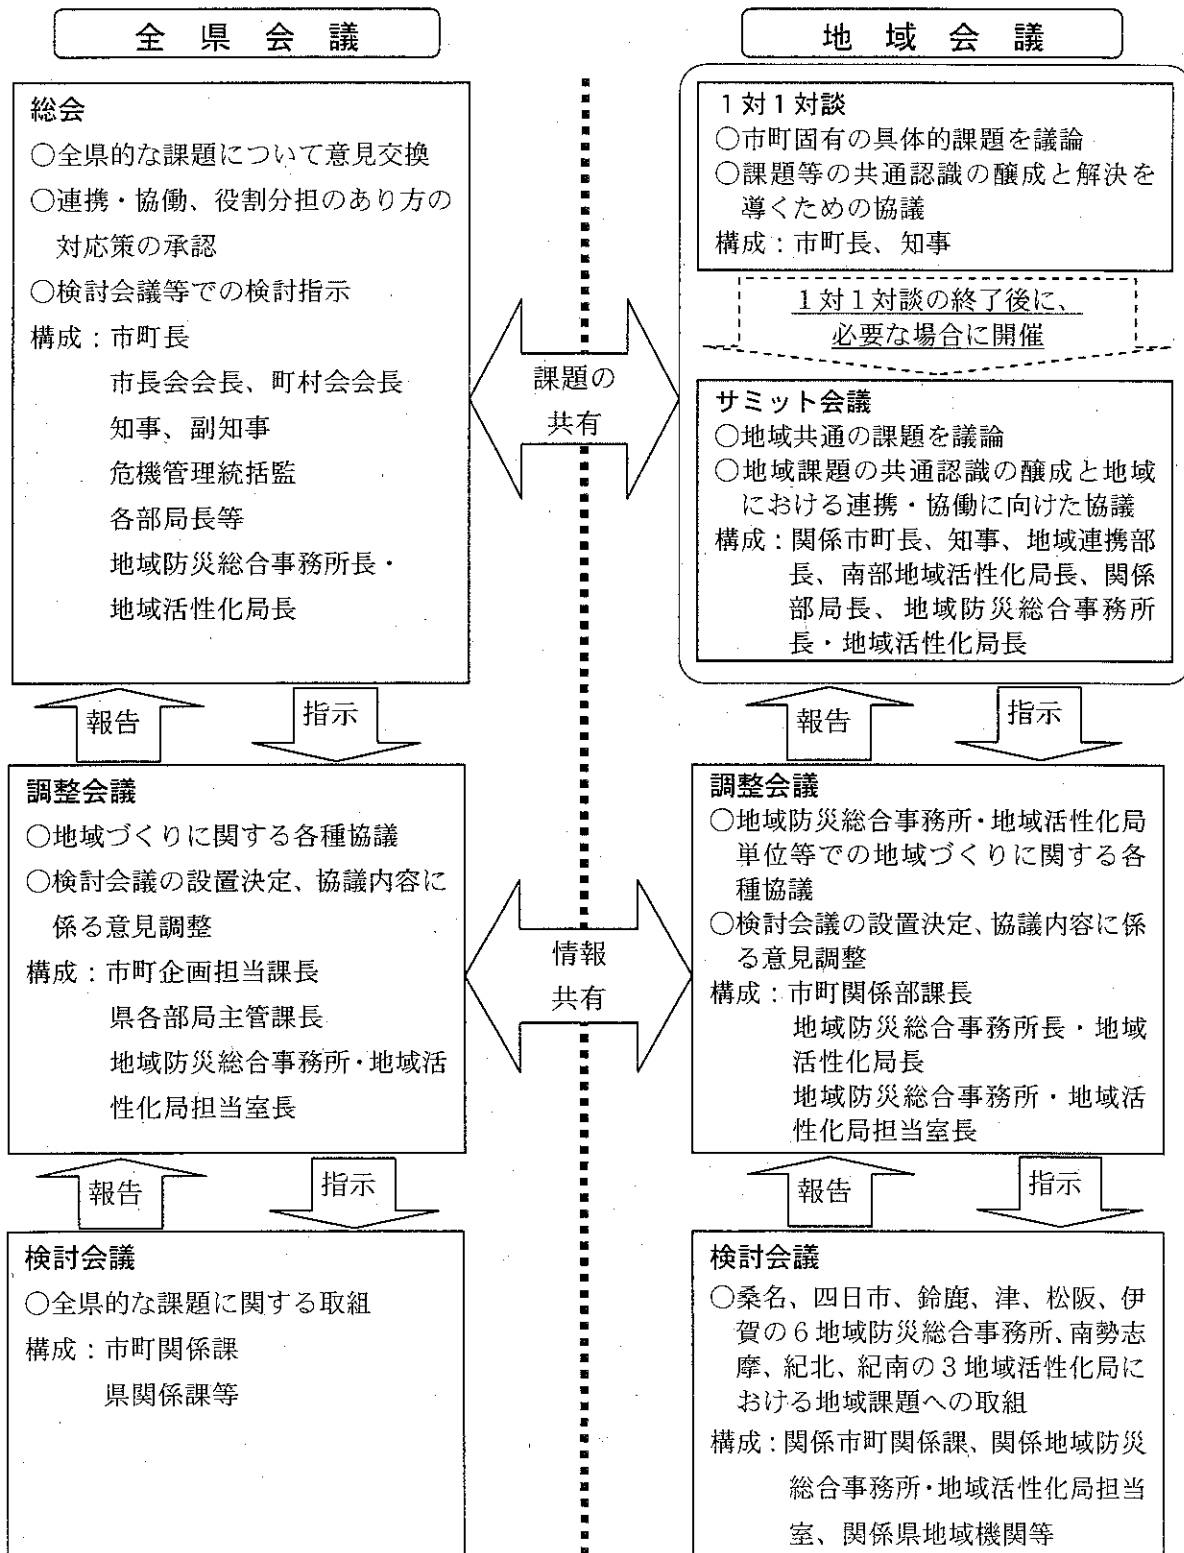 全県会議
総会
○全県的な課題について意見交換
○連携・協働、役割分担のあり方の
対応策の承認
○検討会議等での検討指示
構成：市町長
市長会会長、町村会会長
知事、副知事
危機管理統括監
各部局長等
地域防災総合事務所長・
地域活性化局長
報告
指示
調整会議
○地域づくりに関する各種協議
○検討会議の設置決定、協議内容に
係る意見調整
構成：市町企画担当課長
県各部局主管課長
地域防災総合事務所・地域活
性化局担当室長
報告
指示
検討会議
○全県的な課題に関する取組
構成：市町関係課
県関係課等
課題の
共有
情報
共有
地域会議
１対１対談
○市町固有の具体的課題を議論
○課題等の共通認識の醸成と解決を
導くための協議
構成：市町長、知事
１対１対談の終了後に、
必要な場合に開催
サミット会議
○地域共通の課題を議論
○地域課題の共通認識の醸成と地域
における連携・協働に向けた協議
構成：関係市町長、知事、地域連携部
長、南部地域活性化局長、関係
部局長、地域防災総合事務所
長・地域活性化局長
報告
指示
調整会議
○地域防災総合事務所・地域活性化局
単位等での地域づくりに関する各
種協議
○検討会議の設置決定、協議内容に係
る意見調整
構成：市町関係部課長
地域防災総合事務所長・地域
活性化局長
地域防災総合事務所・地域活
性化局担当室長
報告
指示
検討会議
○桑名、四日市、鈴鹿、津、松阪、伊
賀の６地域防災総合事務所、南勢志
摩、紀北、紀南の３地域活性化局に
おける地域課題への取組
構成：関係市町関係課、関係地域防災
総合事務所・地域活性化局担当
室、関係県地域機関等